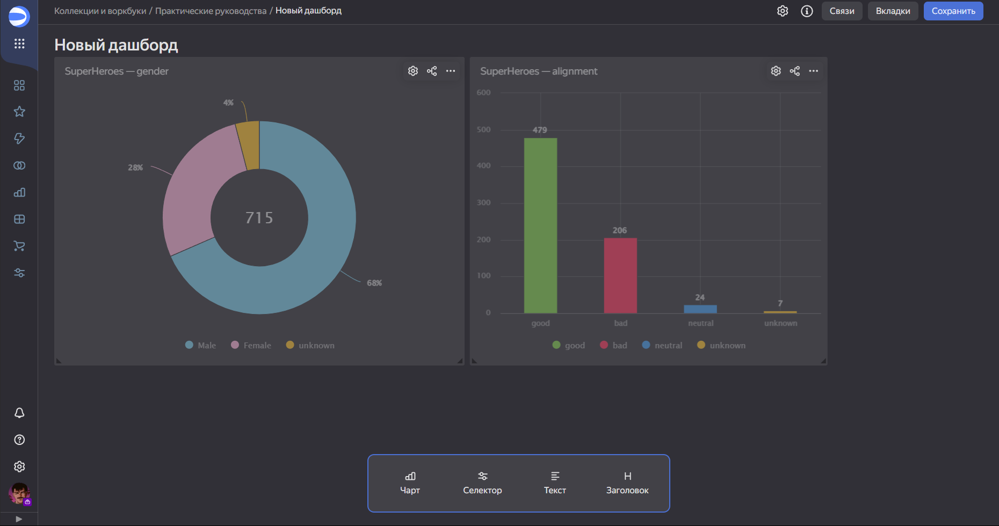 Коллекции и воркбуки / Практические руководства / Новый дашборд
Связи
Вкладки
Сохранить
Новый дашборд
SuperHeroes — gender
4%
28%
715
68%
Male
Female
unknown
SuperHeroes — alignment
600
500
400
300
200
100
0
479
206
24
7
good
bad
neutral
unknown
good
bad
neutral
unknown
Чарт
Селектор
Текст
H
Заголовок